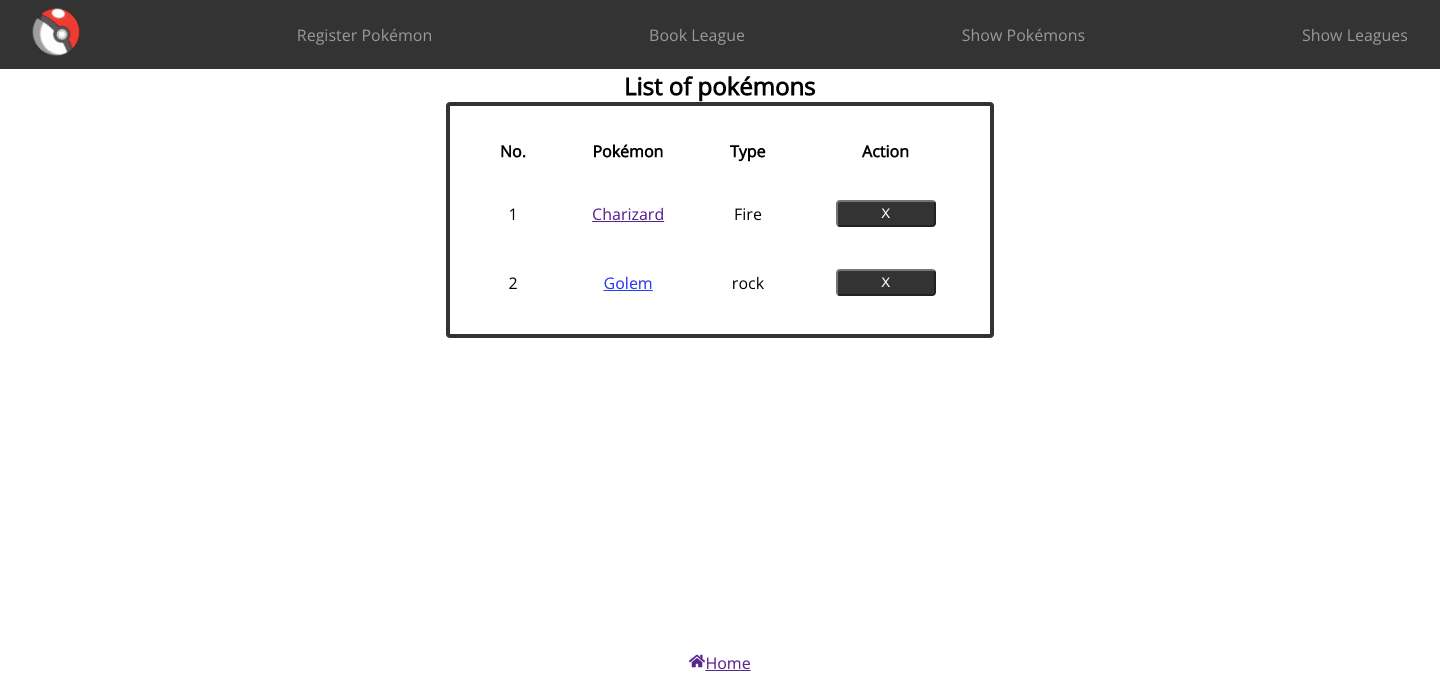 Register Pokémon Book League Show Pokémons Show Leagues
List of pokémons
No. Pokémon Type Action
1 Charizard Fire X
2 Golem rock X
Home